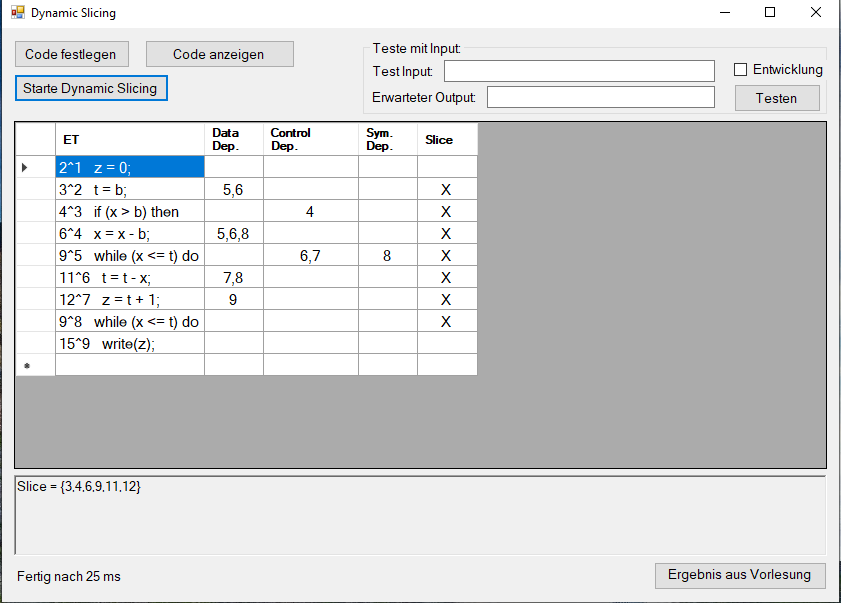 Dynamic Slicing
Code festlegen
Code anzeigen
Starte Dynamic Slicing
Teste mit Input:
Test Input:
Erwarteter Output:
Entwicklung
Testen
ET Data Dep. Control Dep. Sym. Dep. Slice
2^1 z = 0;
3^2 t = b; 5,6 X
4^3 if (x > b) then 4 X
6^4 x = x - b; 5,6,8 X
9^5 while (x <= t) do 6,7 8 X
11^6 t = t - x; 7,8 X
12^7 z = t + 1; 9 X
9^8 while (x <= t) do X
15^9 write(z);
Slice = {3,4,6,9,11,12}
Fertig nach 25 ms
Ergebnis aus Vorlesung